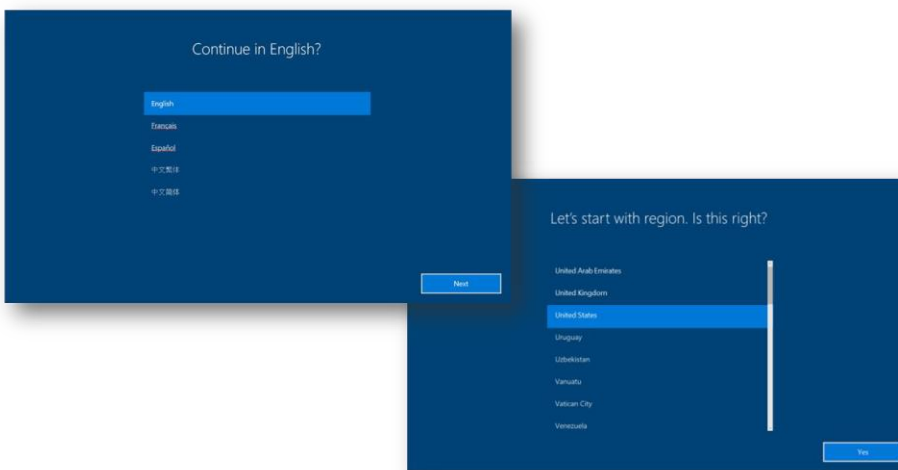 Continue in English?
English
Français
Español
中文繁体
中文简体
Next
Let's start with region. Is this right?
United Arab Emirates
United Kingdom
United States
Uruguay
Uzbekistan
Vanuatu
Vatican City
Venezuela
Yes